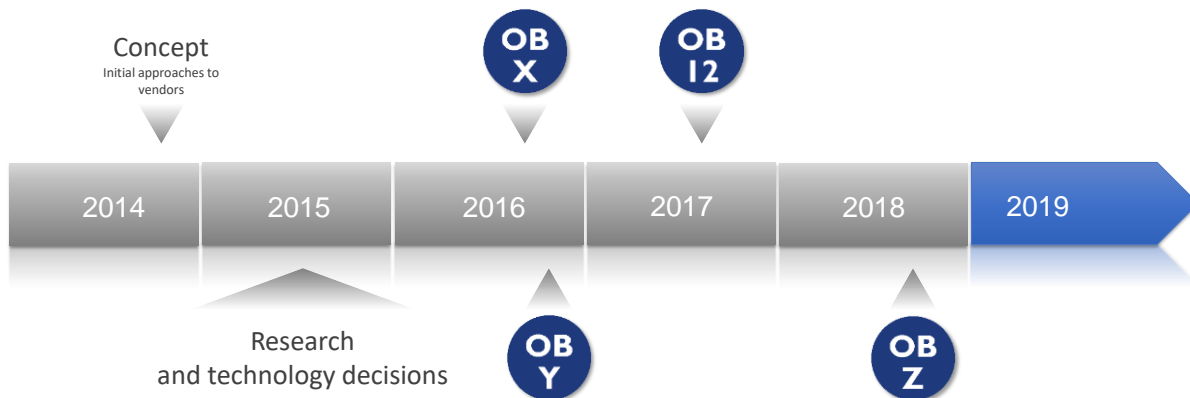 Concept
Initial approaches to
vendors
OB
X
OB
12
2014
2015
2016
2017
2018
2019
Research
and technology decisions
OB
Y
OB
Z